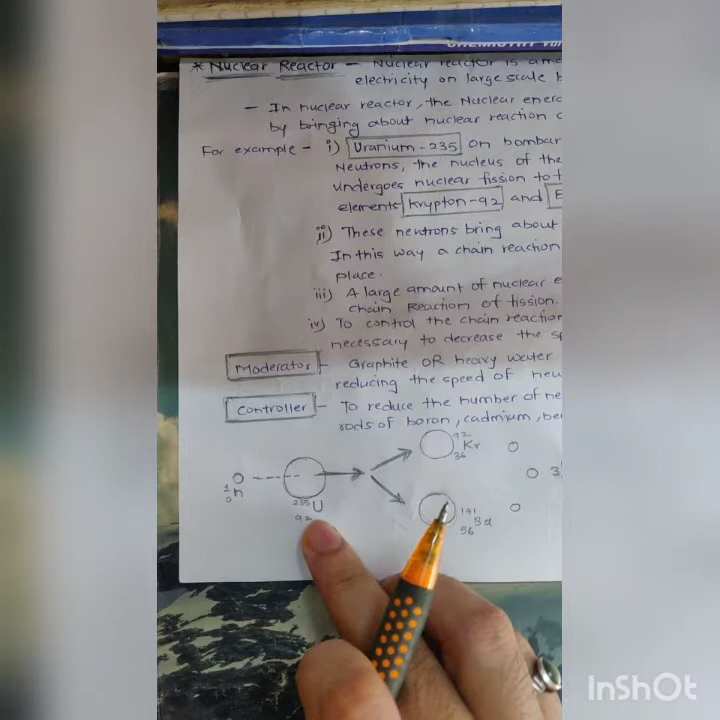 * Nuclear Reactor - Nuclear reactor is a
electricity on large scale
- In nuclear reactor, the Nuclear
by bringing about nuclear reaction
For example - i) Uranium-235 on
Neutrons, the nucleus of the
undergoes nuclear fission to
elements Krypton-92 and
ii) These neutrons bring about
In this way a chain reaction
place.
iii) A large amount of nuclear
chain Reaction of fission.
iv) To control the chain reaction
necessary to decrease the
Moderator - Graphite OR heavy water
reducing the speed of
Controller - To reduce the number of
rods of boron, cadmium,
1 0 n
235 92 U
92 36 Kr
141 56 Ba
3
InShOt